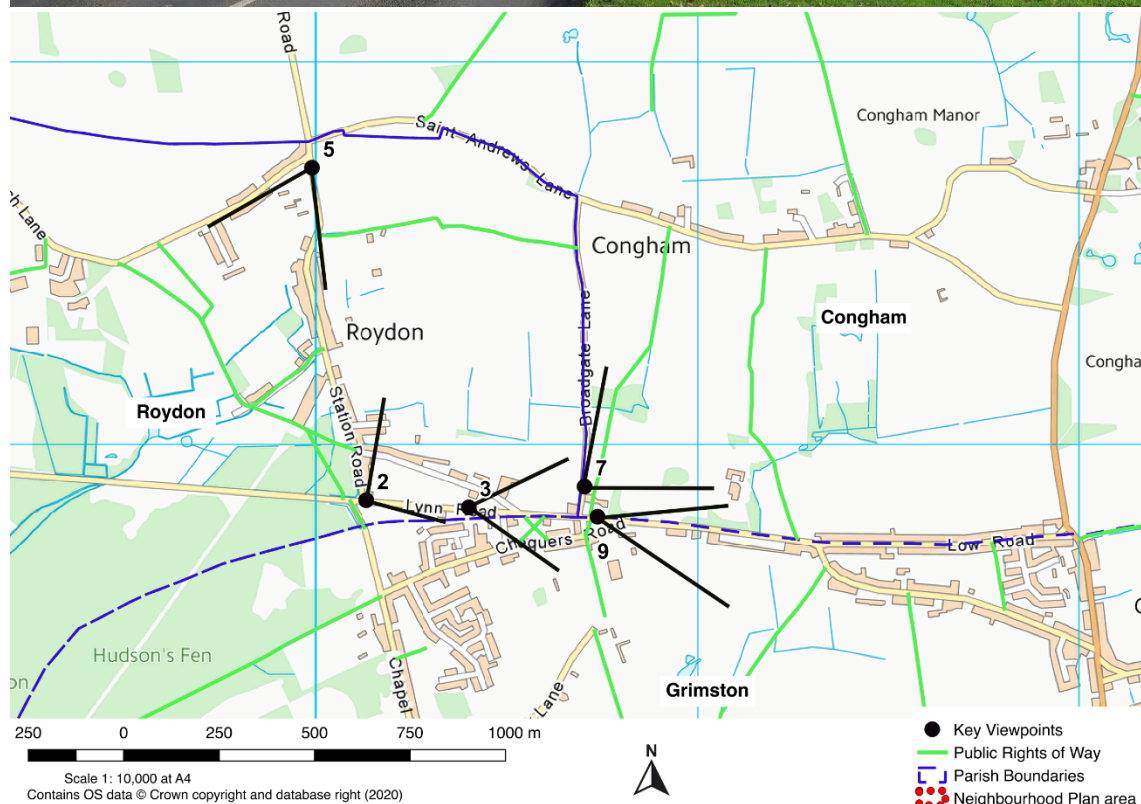 Road
Saint Andrews Lane
Congham Manor
5
Congham
Broadgate Lane
Roydon
Congham
Roydon
Station Road
7
2
3
Lynn Road
Chequers Road
9
Low Road
Hudson's Fen
Chapel
Grimston
250 0 250 500 750 1000 m
Scale 1: 10,000 at A4
Contains OS data © Crown copyright and database right (2020)
N
Key Viewpoints
Public Rights of Way
Parish Boundaries
Neighbourhood Plan area